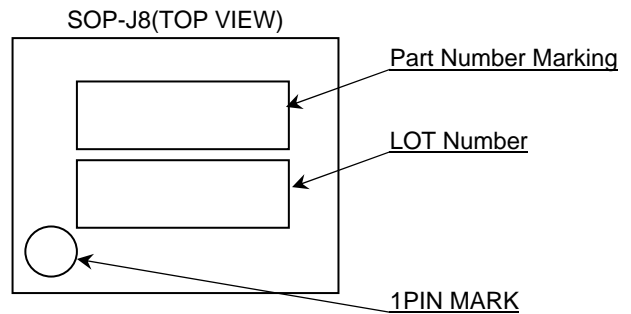 SOP-J8(TOP VIEW)
Part Number Marking
LOT Number
1PIN MARK